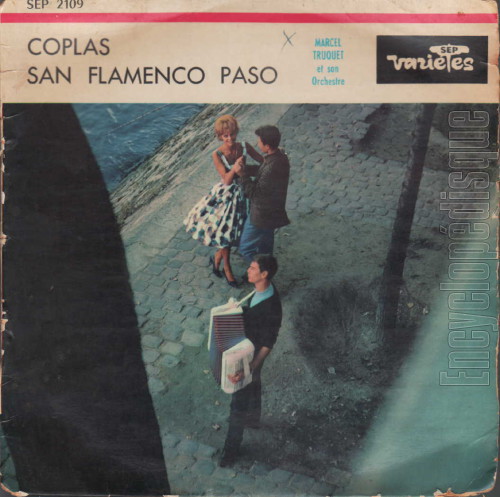 SEP 2109
COPLAS
SAN FLAMENCO PASO
MARCEL
TRUQUET
et son
Orchestre
SEP
variétés
Encyclopédisque